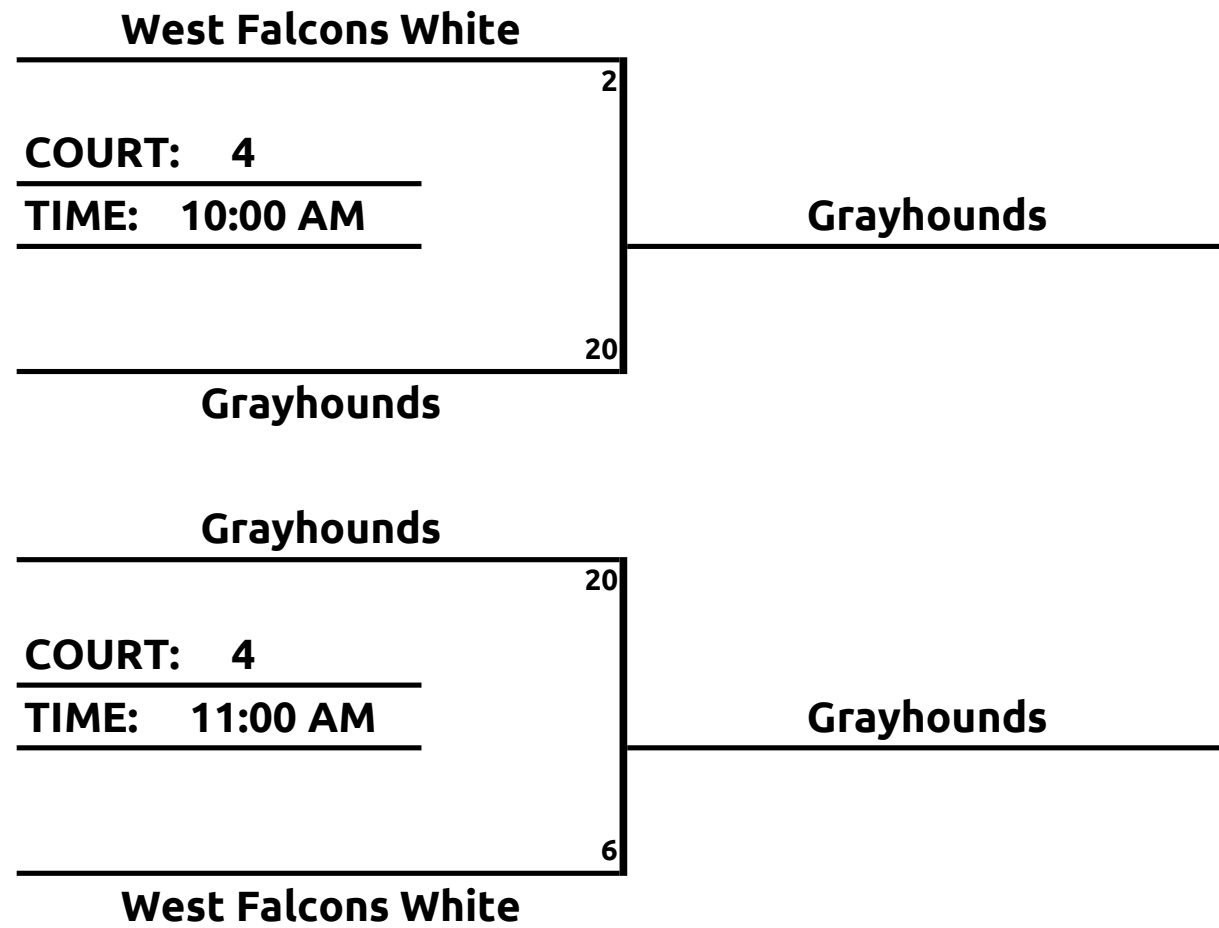 West Falcons White
2
COURT: 4
TIME: 10:00 AM
Grayhounds
20
Grayhounds
Grayhounds
20
COURT: 4
TIME: 11:00 AM
Grayhounds
6
West Falcons White